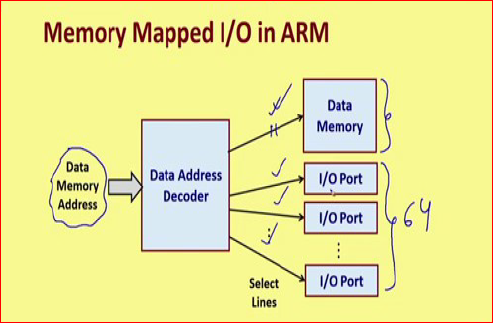 Memory Mapped I/O in ARM
Data
Memory
Address
Data Address
Decoder
Data
Memory
I/O Port
I/O Port
I/O Port
64
Select
Lines